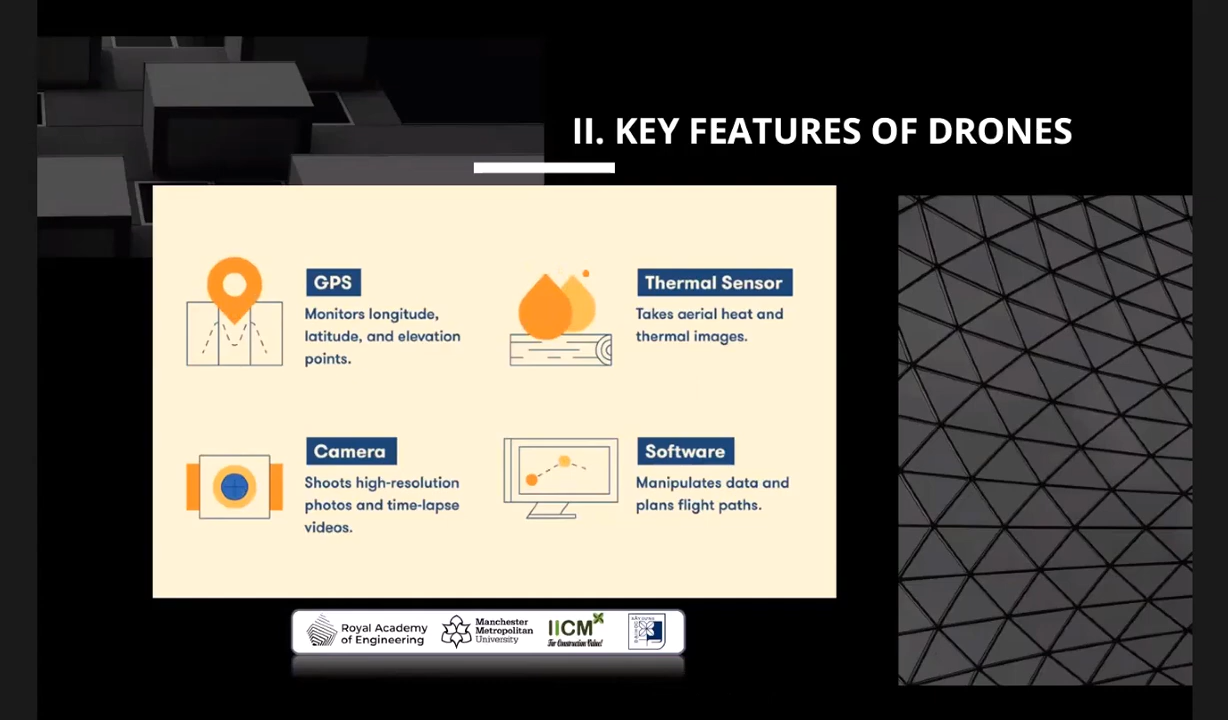 II. KEY FEATURES OF DRONES
GPS
Monitors longitude,
latitude, and elevation
points.
Thermal Sensor
Takes aerial heat and
thermal images.
Camera
Shoots high-resolution
photos and time-lapse
videos.
Software
Manipulates data and
plans flight paths.
Royal Academy
of Engineering
Manchester
Metropolitan
University
IICM
For Construction Value!